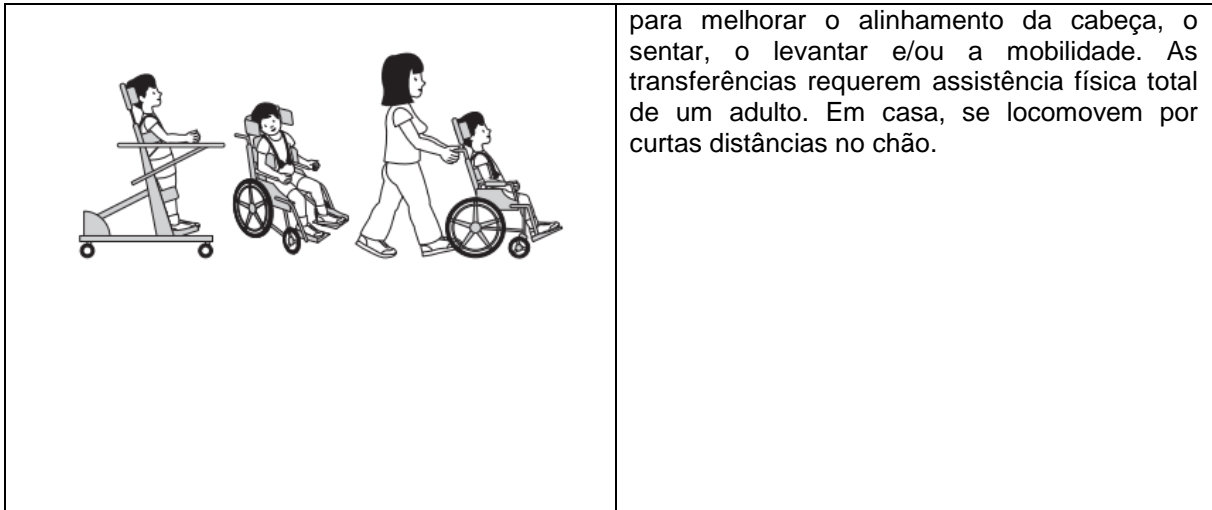 para melhorar o alinhamento da cabeça, o
sentar, o levantar e/ou a mobilidade. As
transferências requerem assistência física total
de um adulto. Em casa, se locomovem por
curtas distâncias no chão.